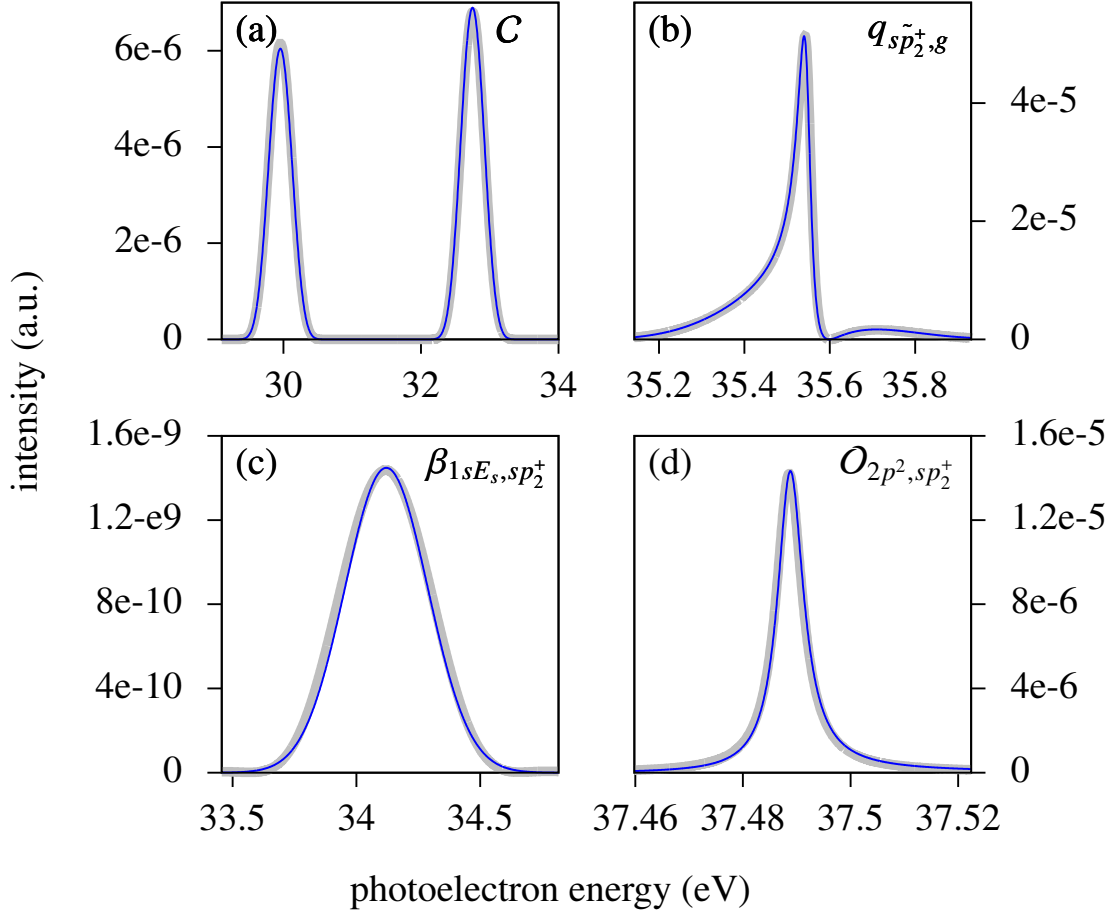 (a) 𝒞
6e-6
4e-6
2e-6
0
30 32 34
(b) q_{s\tilde{p}_2^+,g}
4e-5
2e-5
0
35.2 35.4 35.6 35.8
intensity (a.u.)
(c) β_{1sE_s,sp_2^+}
1.6e-9
1.2-e9
8e-10
4e-10
0
33.5 34 34.5
(d) 𝒪_{2p^2,sp_2^+}
1.6e-5
1.2e-5
8e-6
4e-6
0
37.46 37.48 37.5 37.52
photoelectron energy (eV)